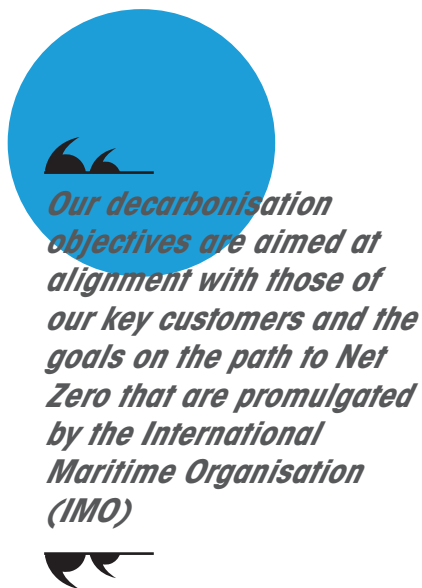 Our decarbonisation
objectives are aimed at
alignment with those of
our key customers and the
goals on the path to Net
Zero that are promulgated
by the International
Maritime Organisation
(IMO)